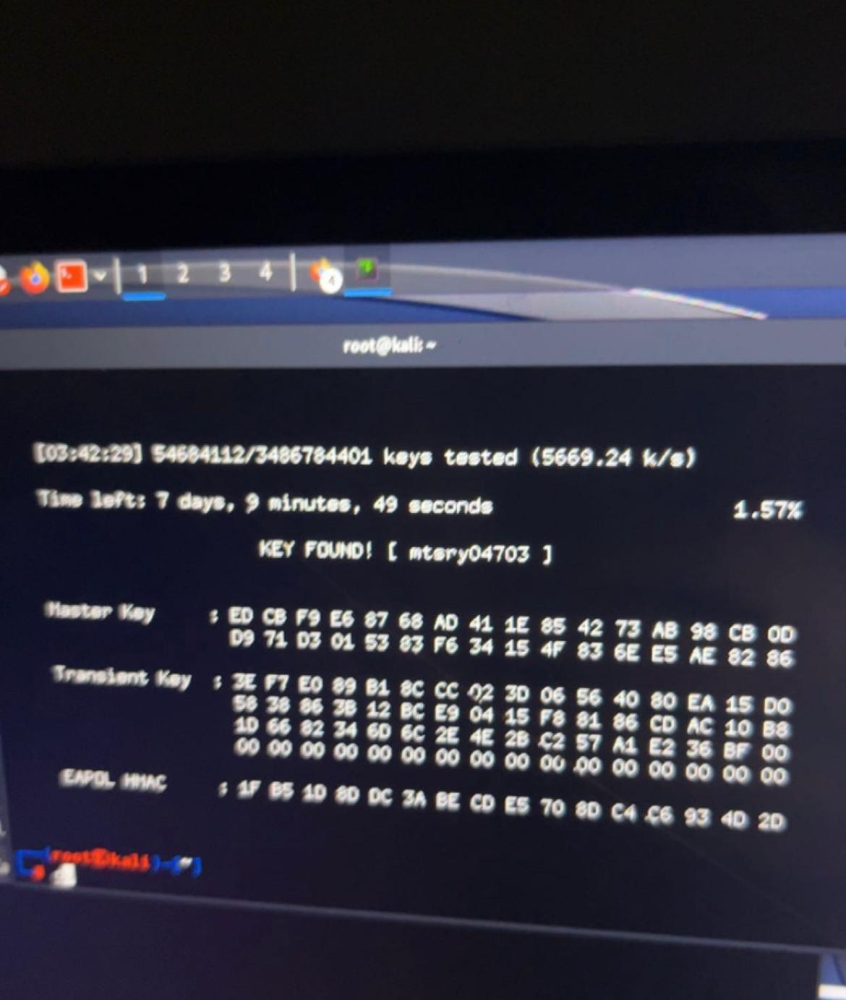 1 2 3 4 4
root@kali: ~
[03:42:29] 54684112/3486784401 keys tested (5669.24 k/s)
Time left: 7 days, 9 minutes, 49 seconds 1.57%
KEY FOUND! [ mtsry04703 ]
Master Key : ED CB F9 E6 87 68 AD 41 1E 85 42 73 AB 98 CB 0D
D9 71 D3 01 53 83 F6 34 15 4F 83 6E E5 AE 82 86
Transient Key : 3E F7 E0 89 B1 8C CC 02 3D 06 56 40 80 EA 15 D0
58 38 86 3B 12 BC E9 04 15 F8 81 86 CD AC 10 B8
1D 66 82 34 6D 6C 2E 4E 2B C2 57 A1 E2 36 BF 00
00 00 00 00 00 00 00 00 00 00 00 00 00 00 00 00
EAPOL HMAC : 1F B5 1D 8D DC 3A BE CD E5 70 8D C4 C6 93 4D 2D
(root㉿kali)-[~]